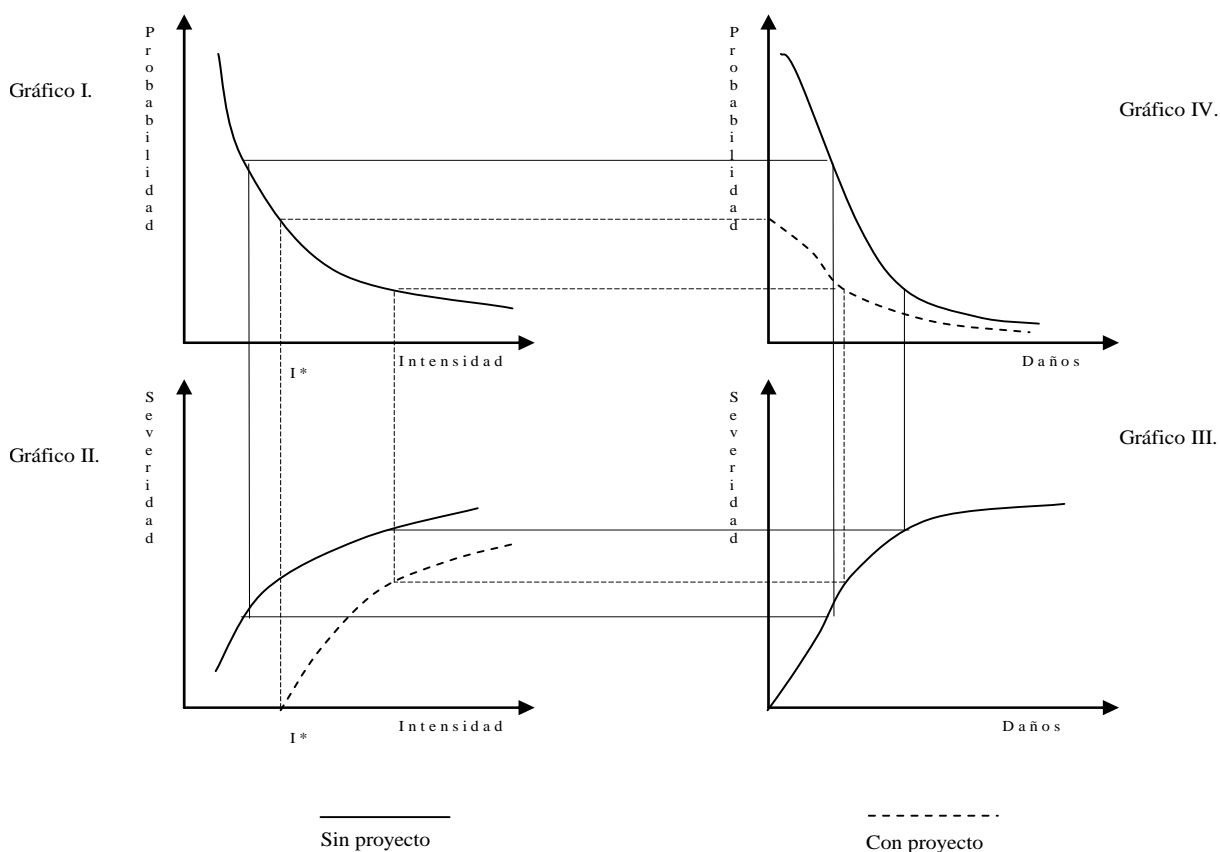 Probabilidad
Probabilidad
Gráfico I.
Gráfico IV.
Intensidad
Daños
I*
Severidad
Severidad
Gráfico II.
Gráfico III.
Intensidad
Daños
I*
Sin proyecto
Con proyecto